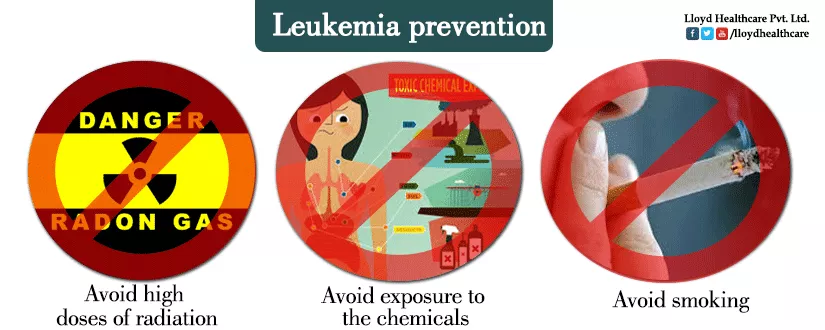 Leukemia prevention
Lloyd Healthcare Pvt. Ltd.
/lloydhealthcare
DANGER
RADON GAS
TOXIC CHEMICAL EXP
Avoid high
doses of radiation
Avoid exposure to
the chemicals
Avoid smoking